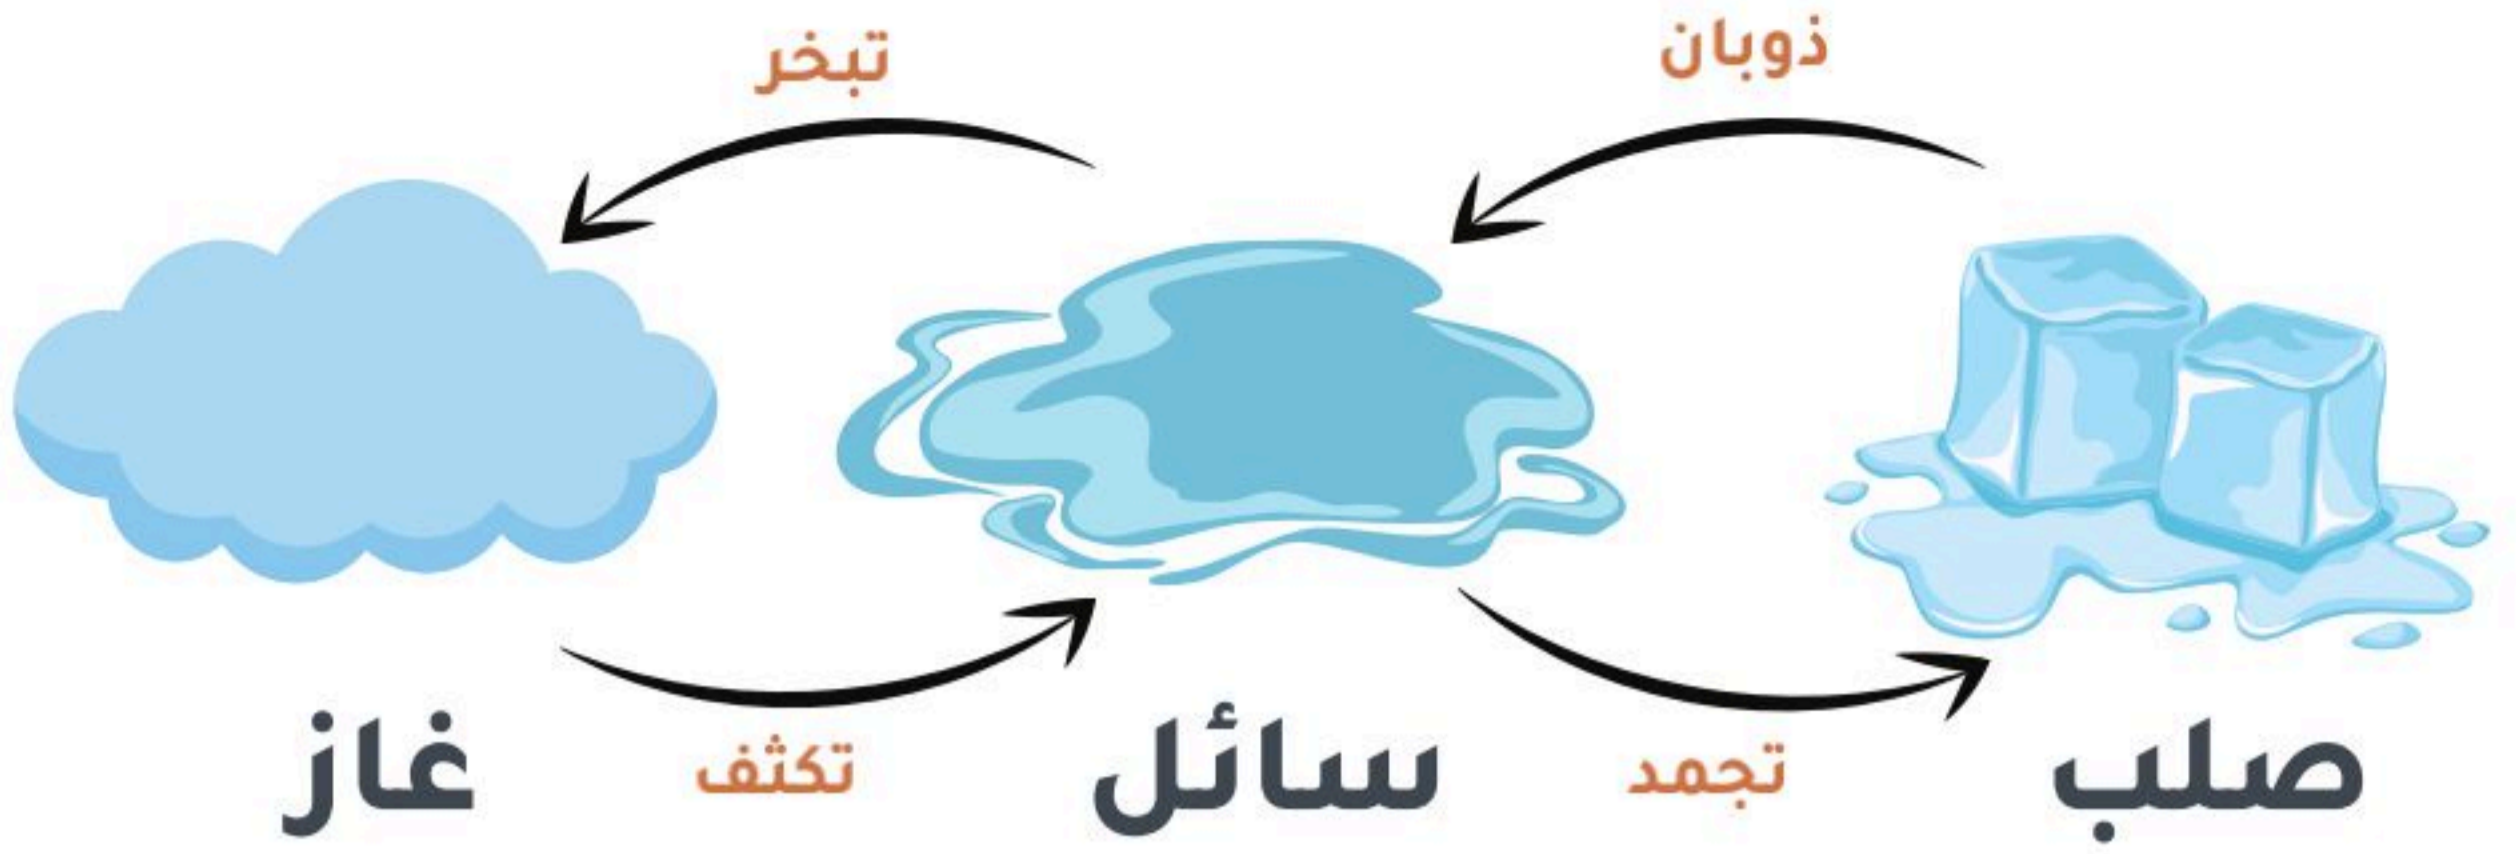 ذوبان
تبخر
صلب
تجمد
سائل
تكثف
غاز